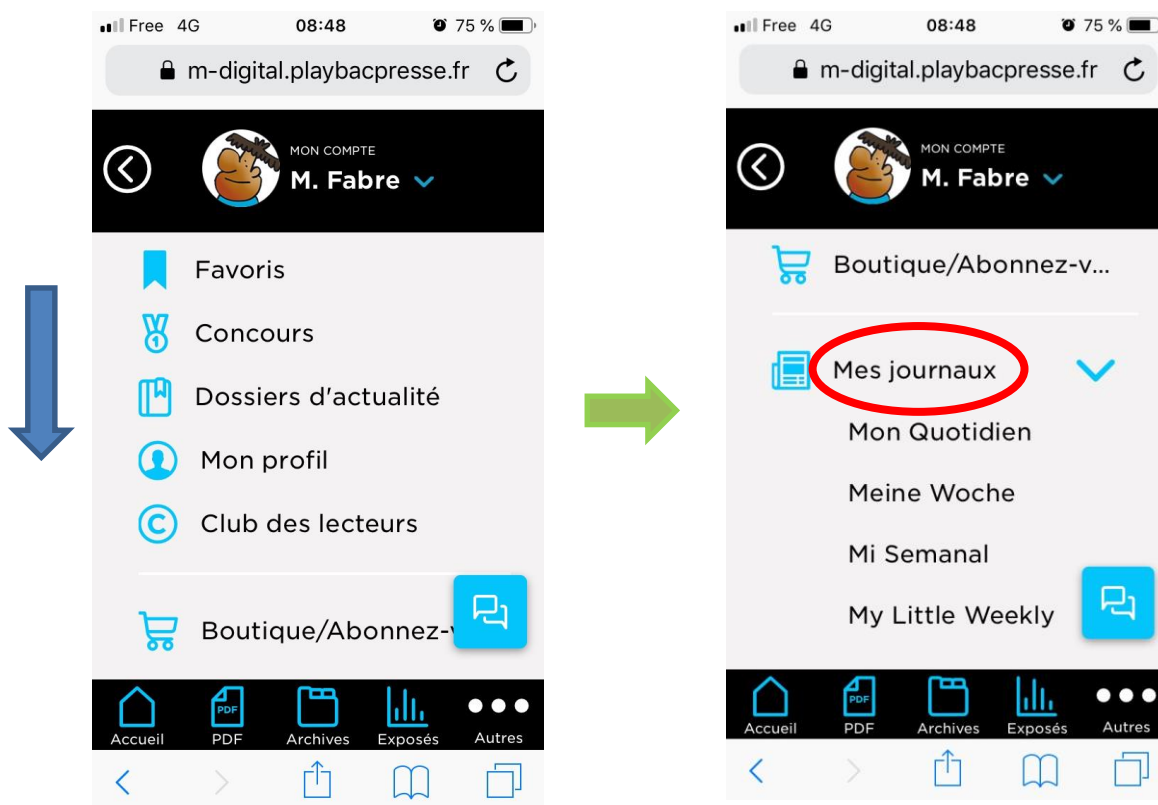 Free 4G 08:48 75 %
m-digital.playbacpresse.fr
MON COMPTE
M. Fabre
Favoris
1
Concours
Dossiers d'actualité
Mon profil
C
Club des lecteurs
Boutique/Abonnez-
PDF
Accueil PDF Archives Exposés Autres
Free 4G 08:48 75 %
m-digital.playbacpresse.fr
MON COMPTE
M. Fabre
Boutique/Abonnez-v...
Mes journaux
Mon Quotidien
Meine Woche
Mi Semanal
My Little Weekly
PDF
Accueil PDF Archives Exposés Autres